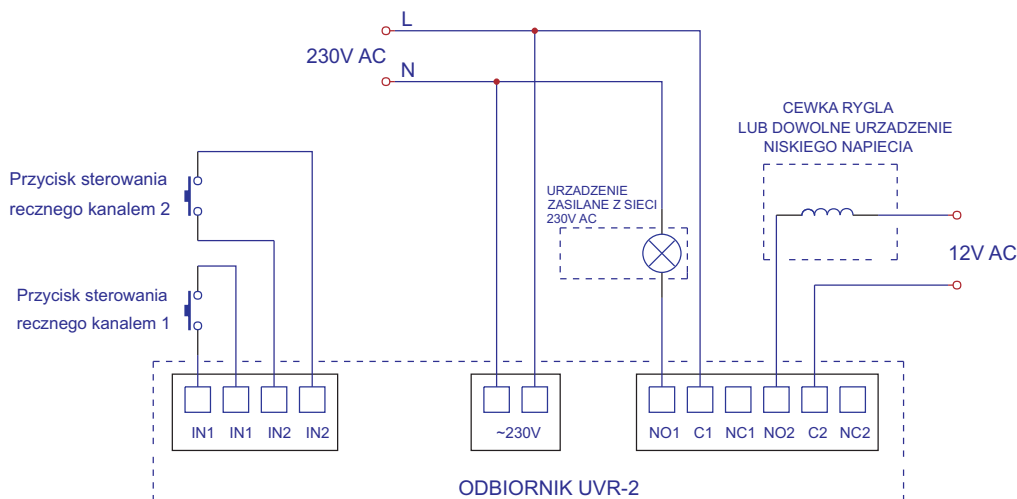 L
230V AC
N
CEWKA RYGLA
LUB DOWOLNE URZADZENIE
NISKIEGO NAPIECIA
Przycisk sterowania
recznego kanalem 2
URZADZENIE
ZASILANE Z SIECI
230V AC
12V AC
Przycisk sterowania
recznego kanalem 1
IN1 IN1 IN2 IN2
~230V
NO1 C1 NC1 NO2 C2 NC2
ODBIORNIK UVR-2